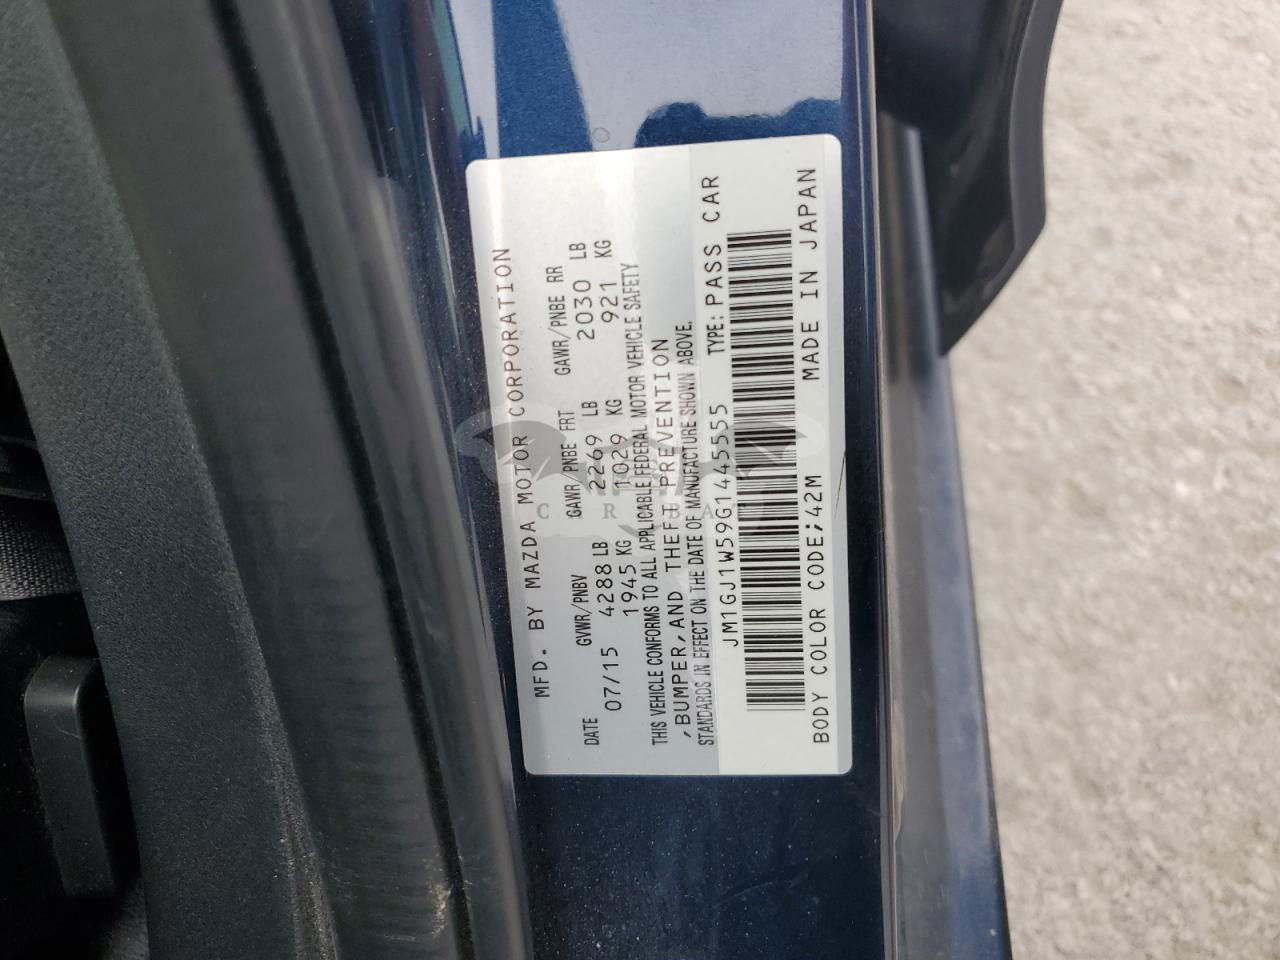 MFD. BY MAZDA MOTOR CORPORATION
DATE GVWR/PNBV GAWR/PNBE FRT GAWR/PNBE RR
07/15 4288 LB 2269 LB 2030 LB
1945 KG 1029 KG 921 KG
THIS VEHICLE CONFORMS TO ALL APPLICABLE FEDERAL MOTOR VEHICLE SAFETY
,BUMPER,AND THEFT PREVENTION
STANDARDS IN EFFECT ON THE DATE OF MANUFACTURE SHOWN ABOVE.
JM1GJ1W59G1445555 TYPE: PASS CAR
BODY COLOR CODE;42M MADE IN JAPAN
CARBAT